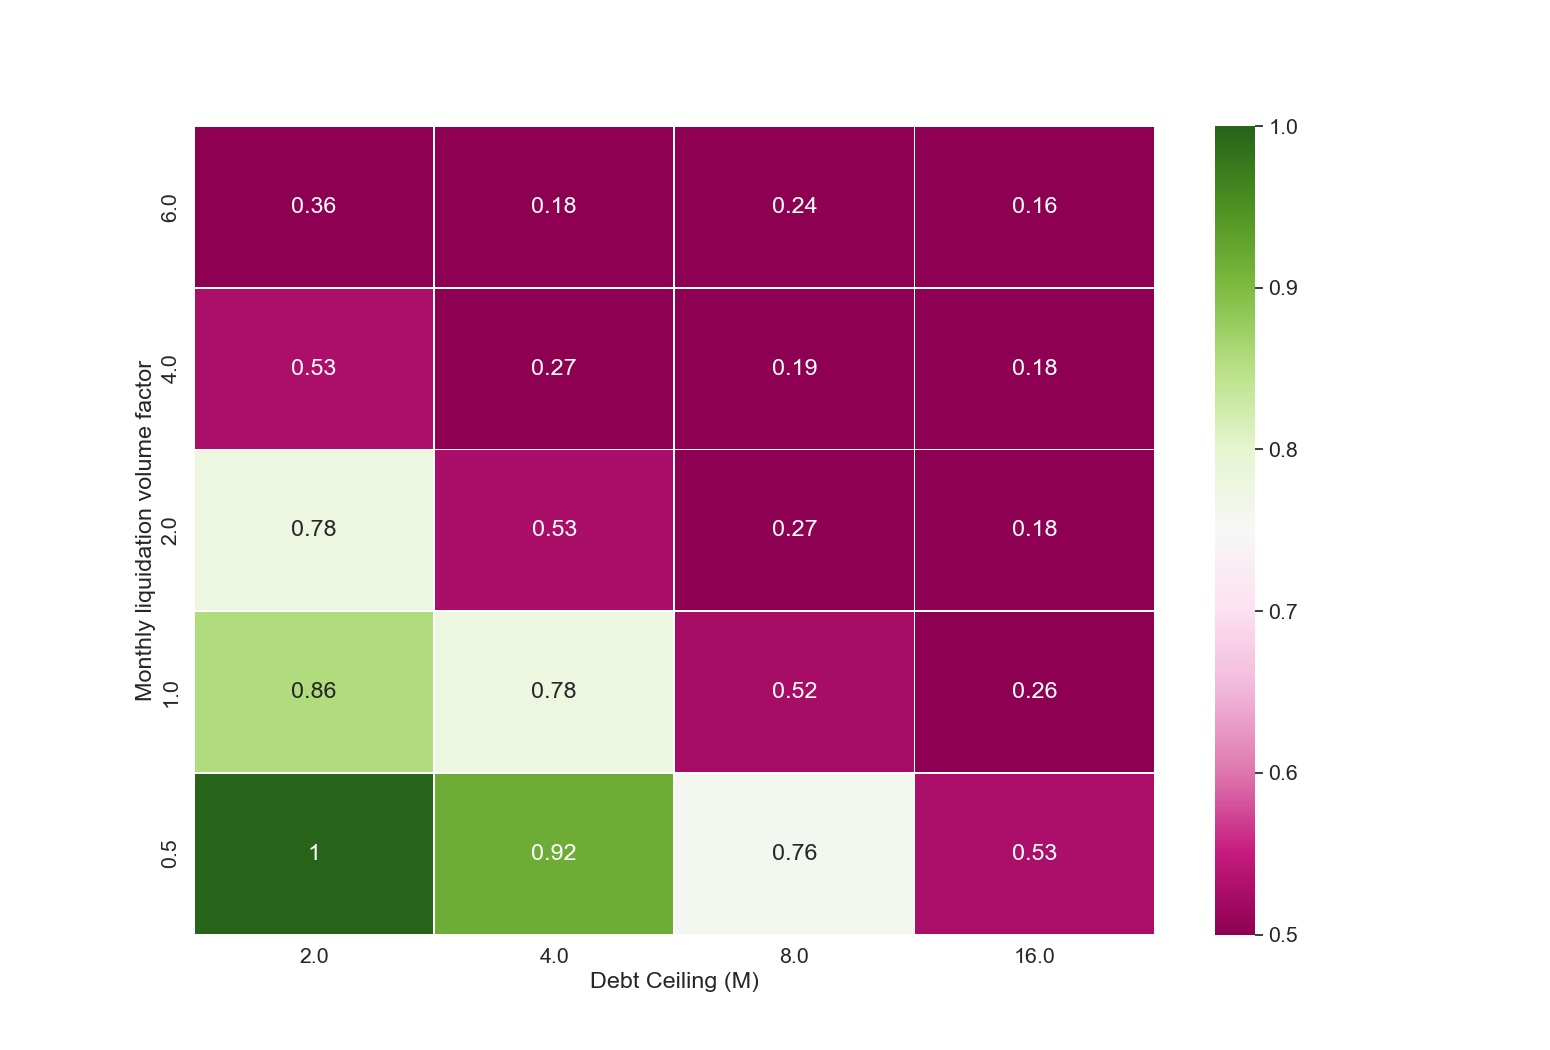 1.0
6.0 0.36 0.18 0.24 0.16
0.9
4.0 0.53 0.27 0.19 0.18
0.8
Monthly liquidation volume factor
2.0 0.78 0.53 0.27 0.18
0.7
1.0 0.86 0.78 0.52 0.26
0.6
0.5 1 0.92 0.76 0.53
0.5
2.0 4.0 8.0 16.0
Debt Ceiling (M)